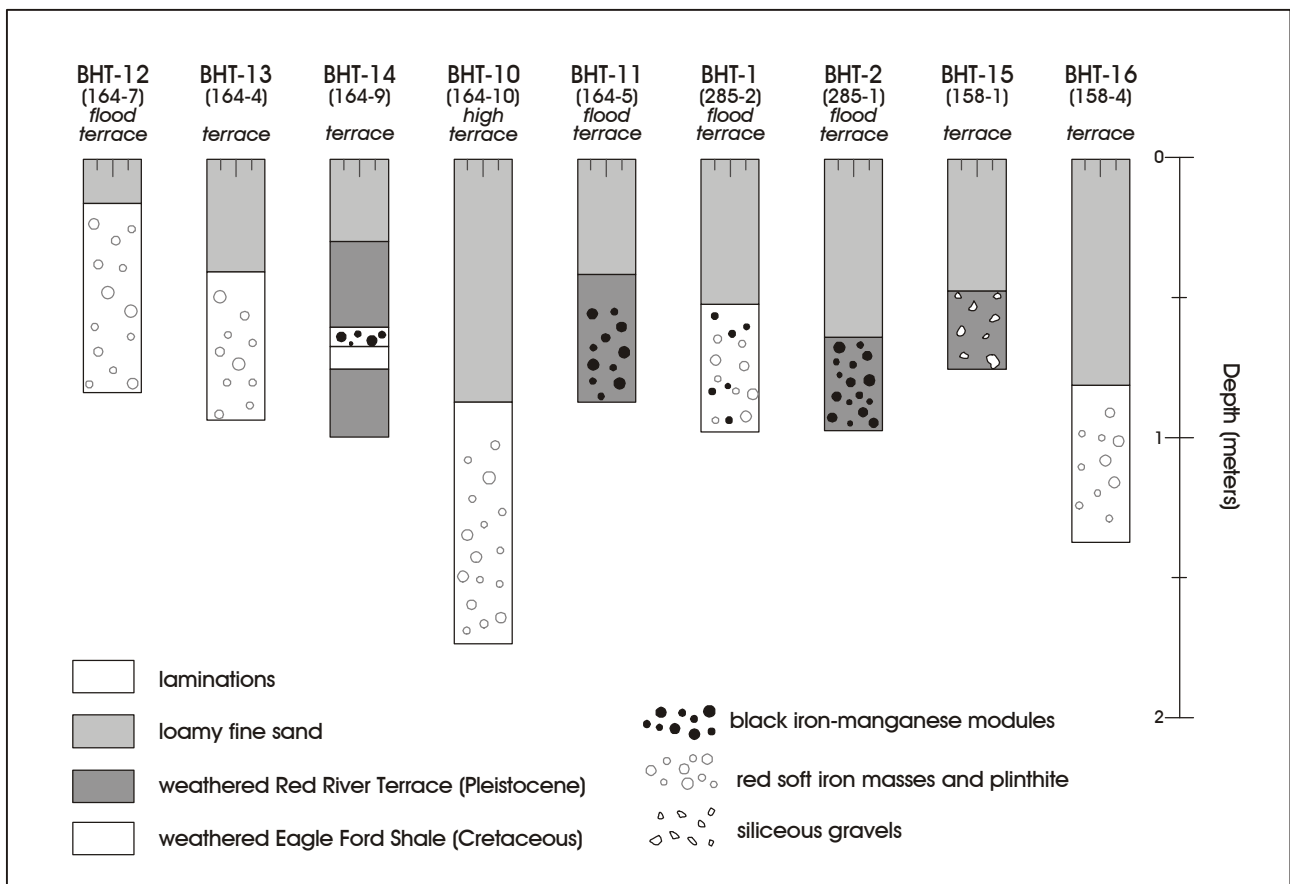 BHT-12
(164-7)
flood
terrace
BHT-13
(164-4)
terrace
BHT-14
(164-9)
terrace
BHT-10
(164-10)
high
terrace
BHT-11
(164-5)
flood
terrace
BHT-1
(285-2)
flood
terrace
BHT-2
(285-1)
flood
terrace
BHT-15
(158-1)
terrace
BHT-16
(158-4)
terrace
0
1
2
Depth (meters)
laminations
loamy fine sand
weathered Red River Terrace (Pleistocene)
weathered Eagle Ford Shale (Cretaceous)
black iron-manganese modules
red soft iron masses and plinthite
siliceous gravels